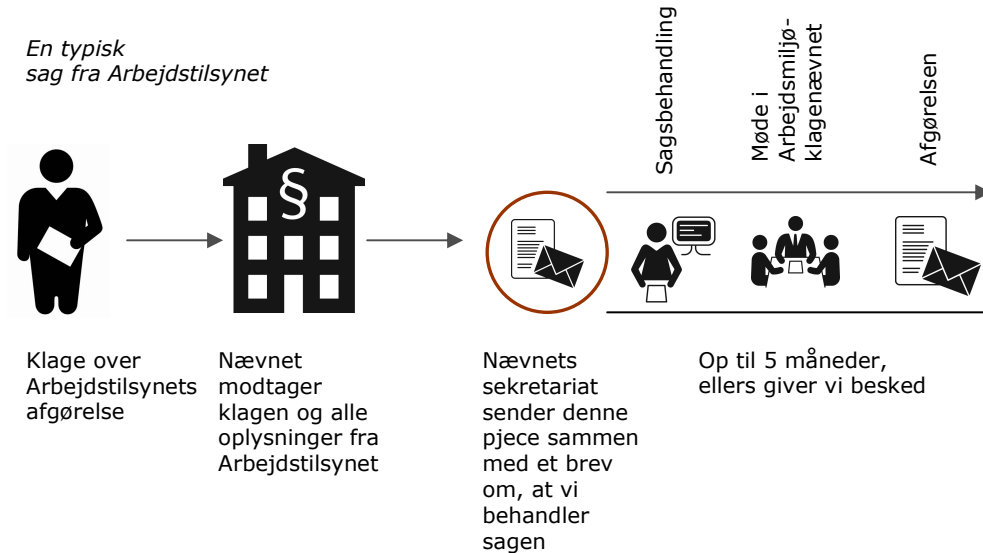 En typisk
sag fra Arbejdstilsynet
Sagsbehandling
Møde i
Arbejdsmiljø-
klagenævnet
Afgørelsen
§
Klage over
Arbejdstilsynets
afgørelse
Nævnet
modtager
klagen og alle
oplysninger fra
Arbejdstilsynet
Nævnets
sekretariat
sender denne
pjece sammen
med et brev
om, at vi
behandler
sagen
Op til 5 måneder,
ellers giver vi besked